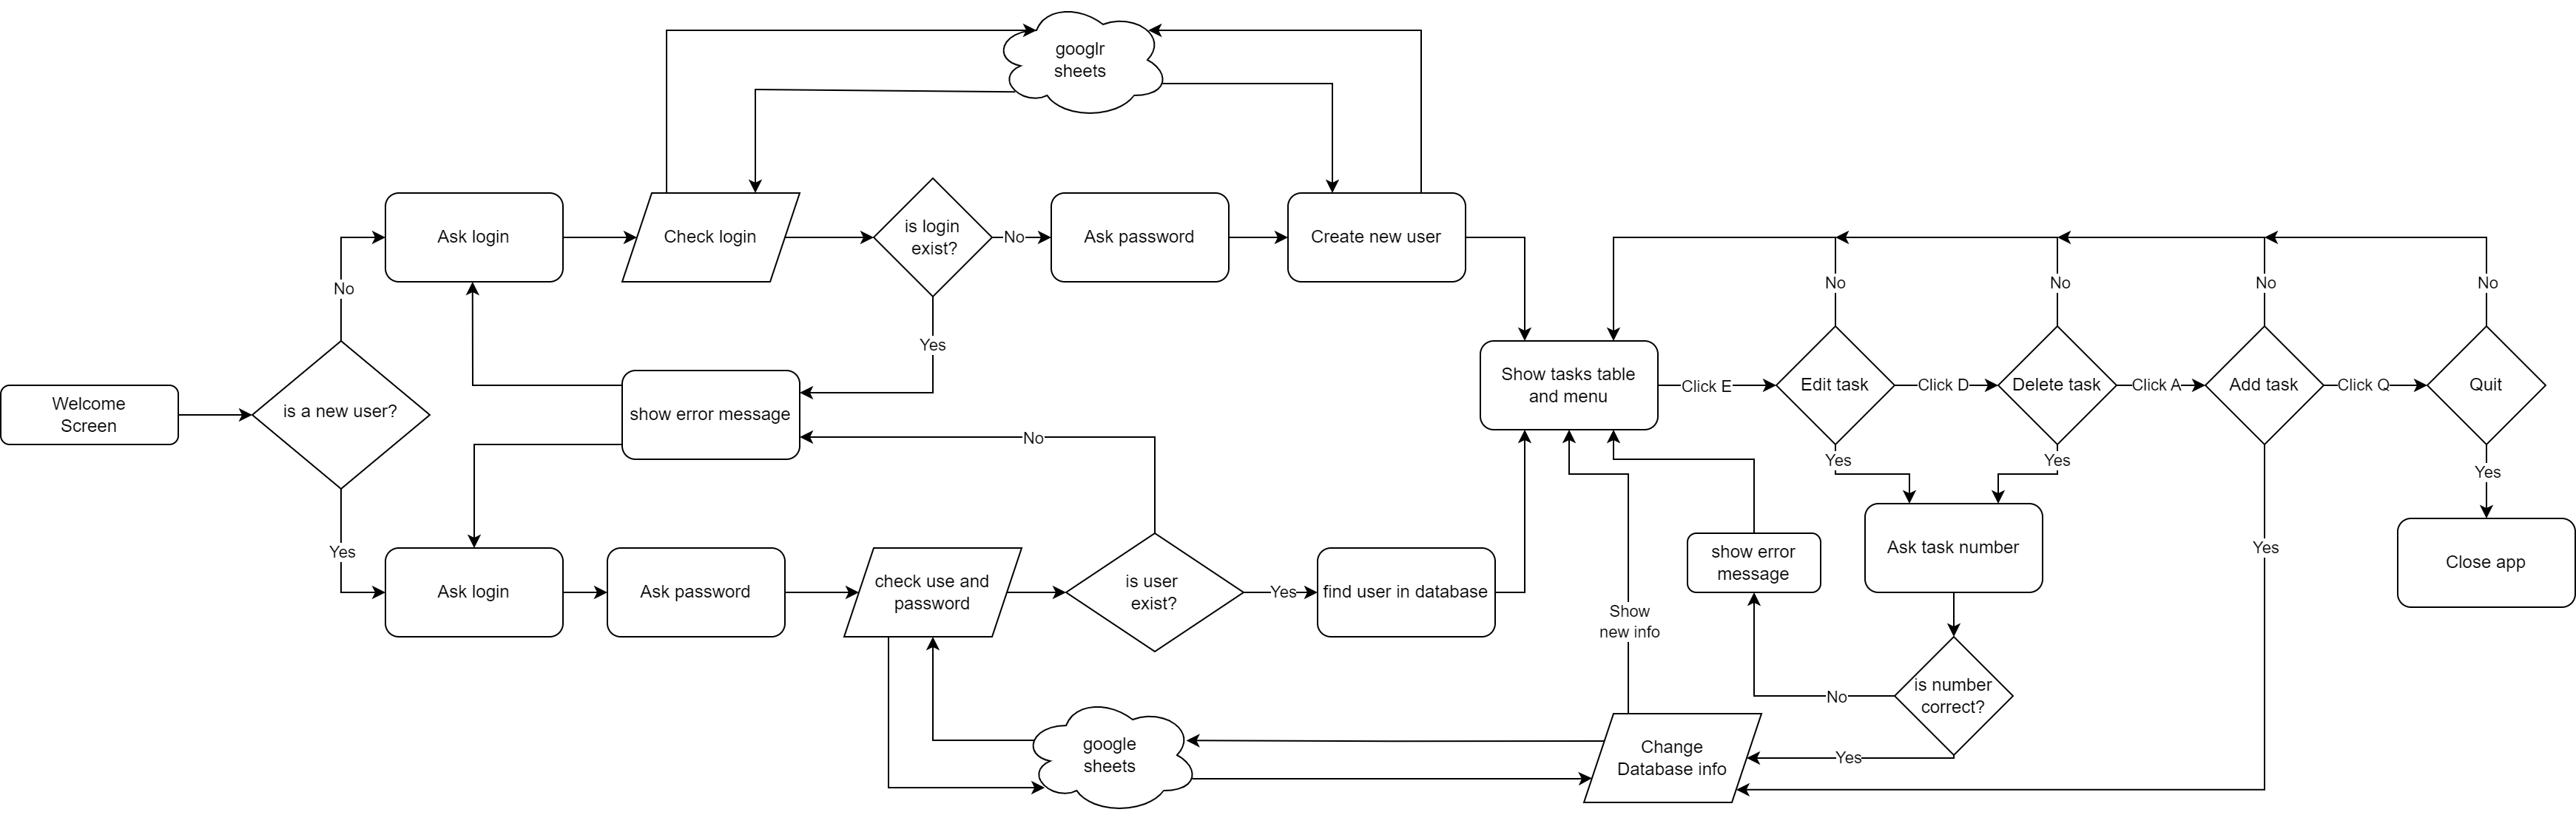 googlr
sheets
Ask login
Check login
is login
exist?
No
Ask password
Create new user
No
Yes
Welcome
Screen
is a new user?
show error message
No
Yes
Ask login
Ask password
check use and
password
is user
exist?
Yes
find user in database
google
sheets
Show tasks table
and menu
Click E
Edit task
Click D
Delete task
Click A
Add task
Click Q
Quit
No
No
No
No
Yes
Yes
Yes
Yes
Ask task number
Close app
show error
message
Show
new info
is number
correct?
No
Yes
Change
Database info